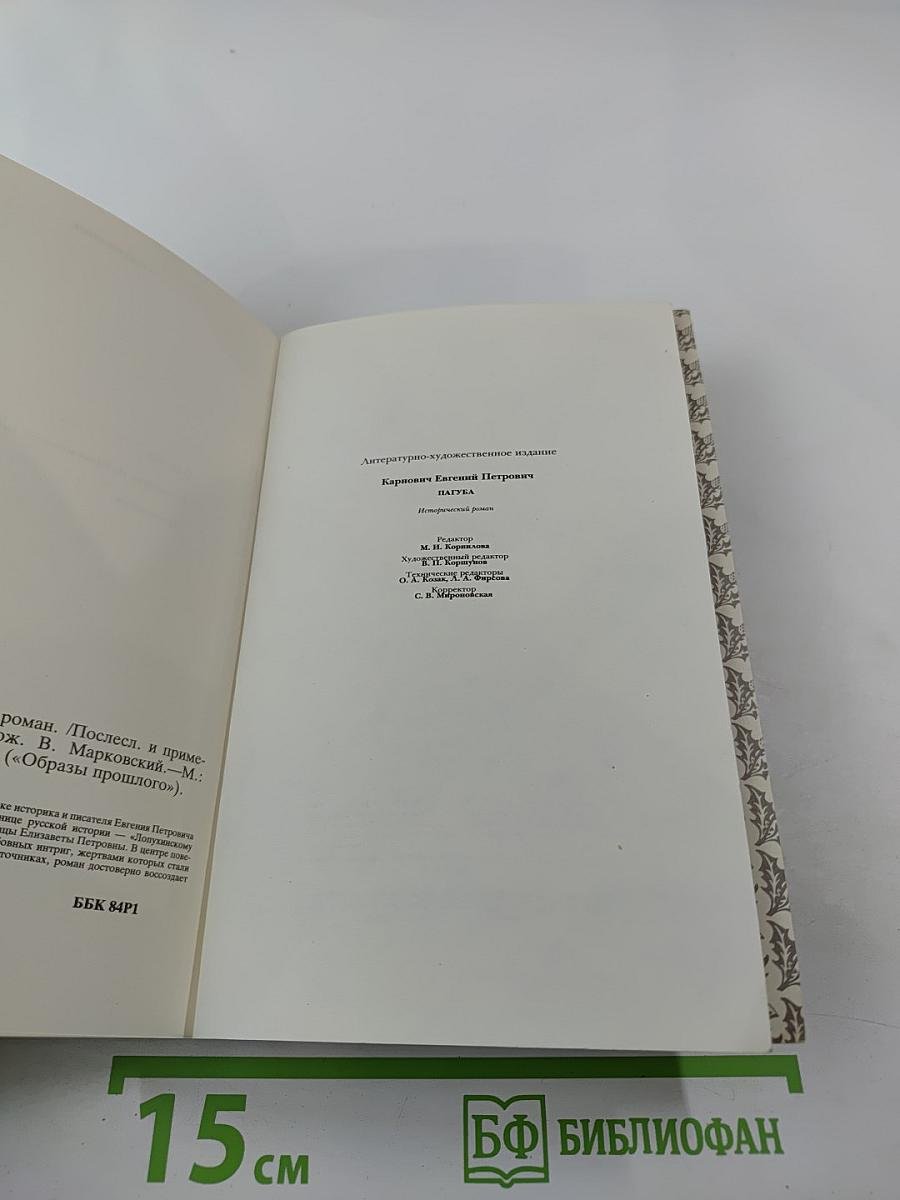 роман. /Послесл. и приме-
ож. В. Марковский.—М.:
(«Образы прошлого»).
ке историка и писателя Евгения Петровича
нице русской истории — «Лопухинскому
цы Елизаветы Петровны. В центре пове-
бовных интриг, жертвами которых стали
точниках, роман достоверно воссоздает
ББК 84Р1
Литературно-художественное издание
Карнович Евгений Петрович
ПАГУБА
Исторический роман
Редактор
М. И. Корнилова
Художественный редактор
В. П. Коршунов
Технические редакторы
О. А. Козак, Л. А. Фирсова
Корректор
С. В. Мироновская
15 см
БФ БИБЛИОФАН